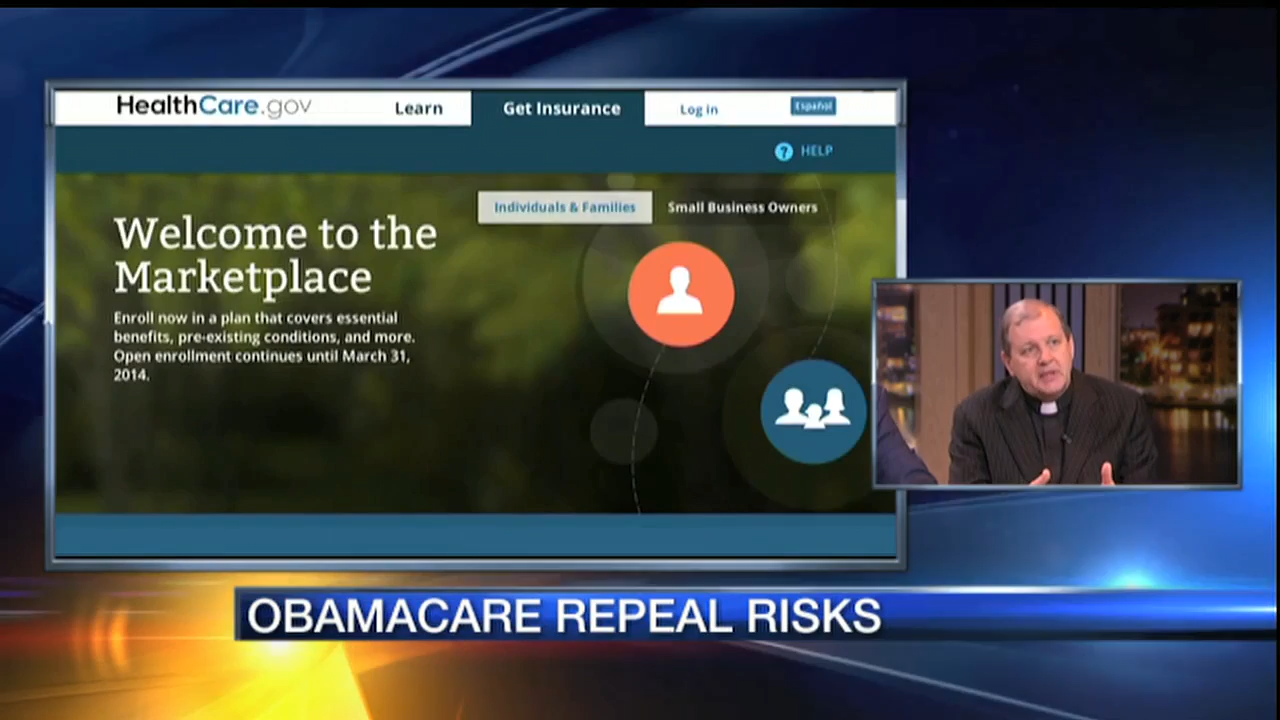 HealthCare.gov
Learn
Get Insurance
Log in
Español
? HELP
Individuals & Families
Small Business Owners
Welcome to the
Marketplace
Enroll now in a plan that covers essential
benefits, pre-existing conditions, and more.
Open enrollment continues until March 31,
2014.
OBAMACARE REPEAL RISKS